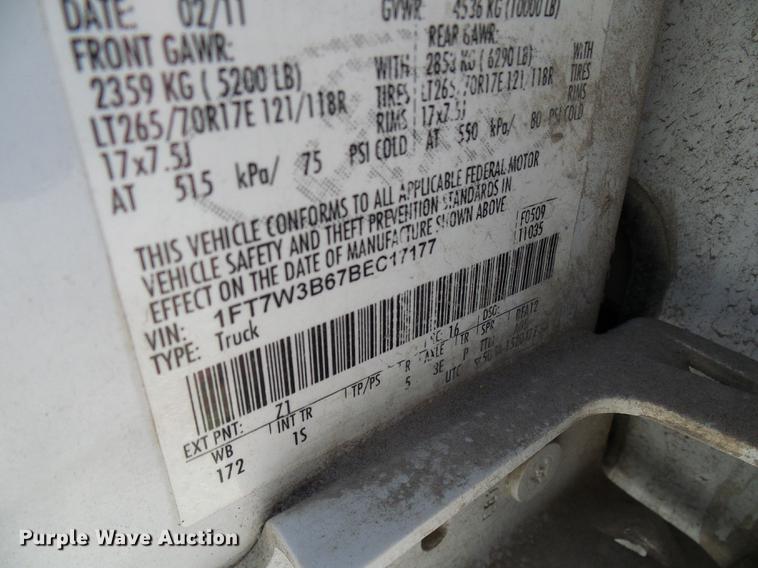 DATE: 02/11 GVWR: 4536 KG (10000 LB)
FRONT GAWR: REAR GAWR:
2359 KG ( 5200 LB) WITH 2853 KG ( 6290 LB) WITH
LT265/70R17E 121/118R TIRES LT265/70R17E 121/118R TIRES
17x7.5J RIMS 17x7.5J RIMS
AT 515 kPa/ 75 PSI COLD AT 550 kPa/ 80 PSI COLD
THIS VEHICLE CONFORMS TO ALL APPLICABLE FEDERAL MOTOR
VEHICLE SAFETY AND THEFT PREVENTION STANDARDS IN
EFFECT ON THE DATE OF MANUFACTURE SHOWN ABOVE
F0509
11035
VIN: 1FT7W3B67BEC17177
TYPE: Truck
EXT PNT: Z1 16 DSO:
WB INT TR TP/PS R AXLE TR SPR
172 1S 5 3E P
UTC
Purple Wave Auction